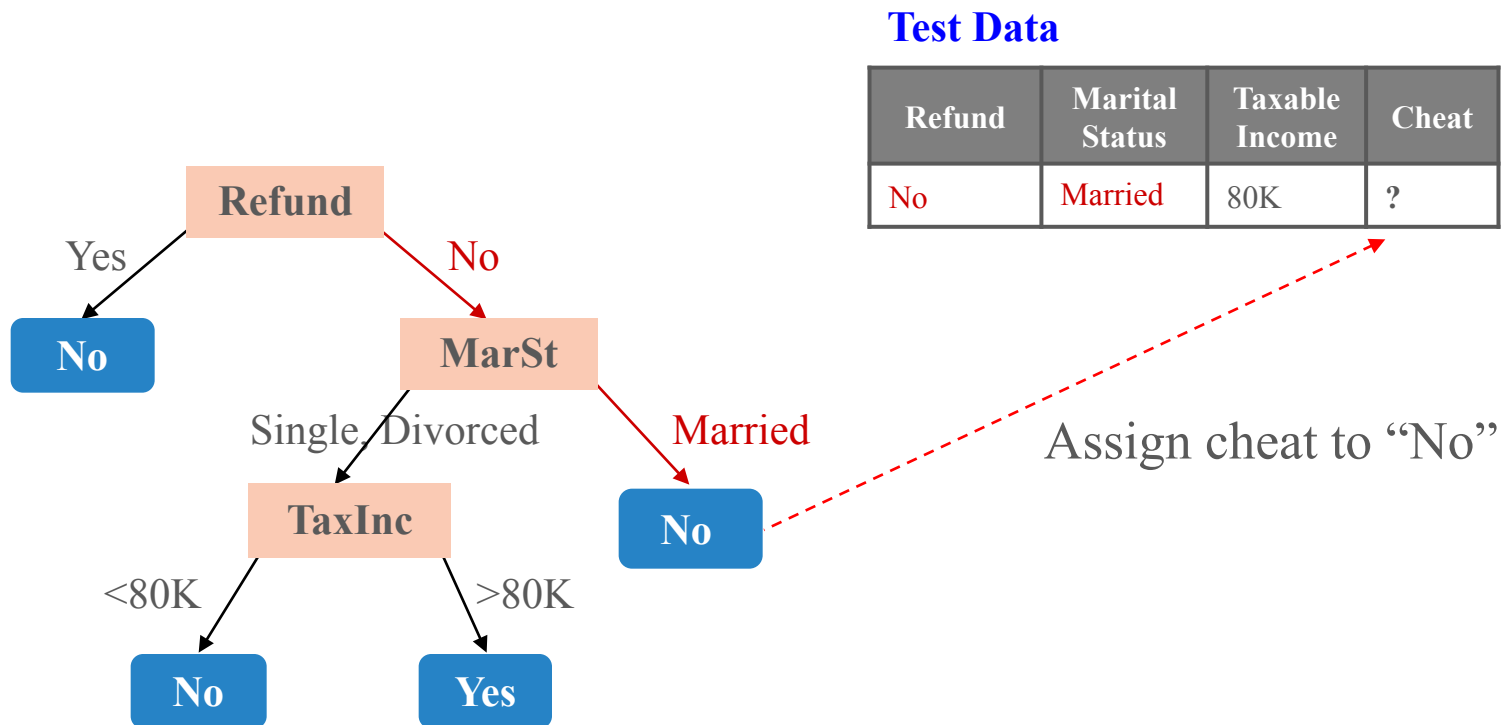 Test Data
Refund
Marital
Status
Taxable
Income
Cheat
No
Married
80K
?
Refund
Yes
No
No
MarSt
Single, Divorced
Married
Assign cheat to “No”
TaxInc
No
<80K
>80K
No
Yes